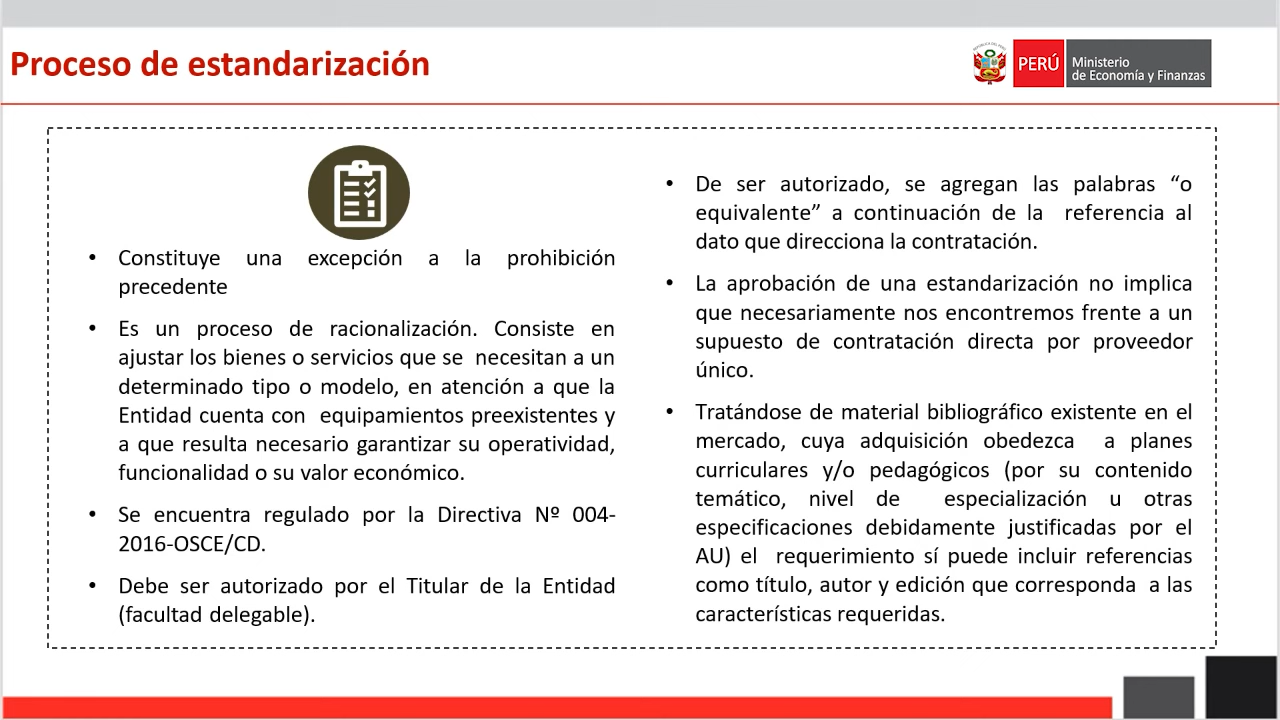 Proceso de estandarización
REPÚBLICA DEL PERÚ
PERÚ
Ministerio
de Economía y Finanzas
• Constituye una excepción a la prohibición
precedente
• Es un proceso de racionalización. Consiste en
ajustar los bienes o servicios que se necesitan a un
determinado tipo o modelo, en atención a que la
Entidad cuenta con equipamientos preexistentes y
a que resulta necesario garantizar su operatividad,
funcionalidad o su valor económico.
• Se encuentra regulado por la Directiva Nº 004-
2016-OSCE/CD.
• Debe ser autorizado por el Titular de la Entidad
(facultad delegable).
• De ser autorizado, se agregan las palabras “o
equivalente” a continuación de la referencia al
dato que direcciona la contratación.
• La aprobación de una estandarización no implica
que necesariamente nos encontremos frente a un
supuesto de contratación directa por proveedor
único.
• Tratándose de material bibliográfico existente en el
mercado, cuya adquisición obedezca a planes
curriculares y/o pedagógicos (por su contenido
temático, nivel de especialización u otras
especificaciones debidamente justificadas por el
AU) el requerimiento sí puede incluir referencias
como título, autor y edición que corresponda a las
características requeridas.